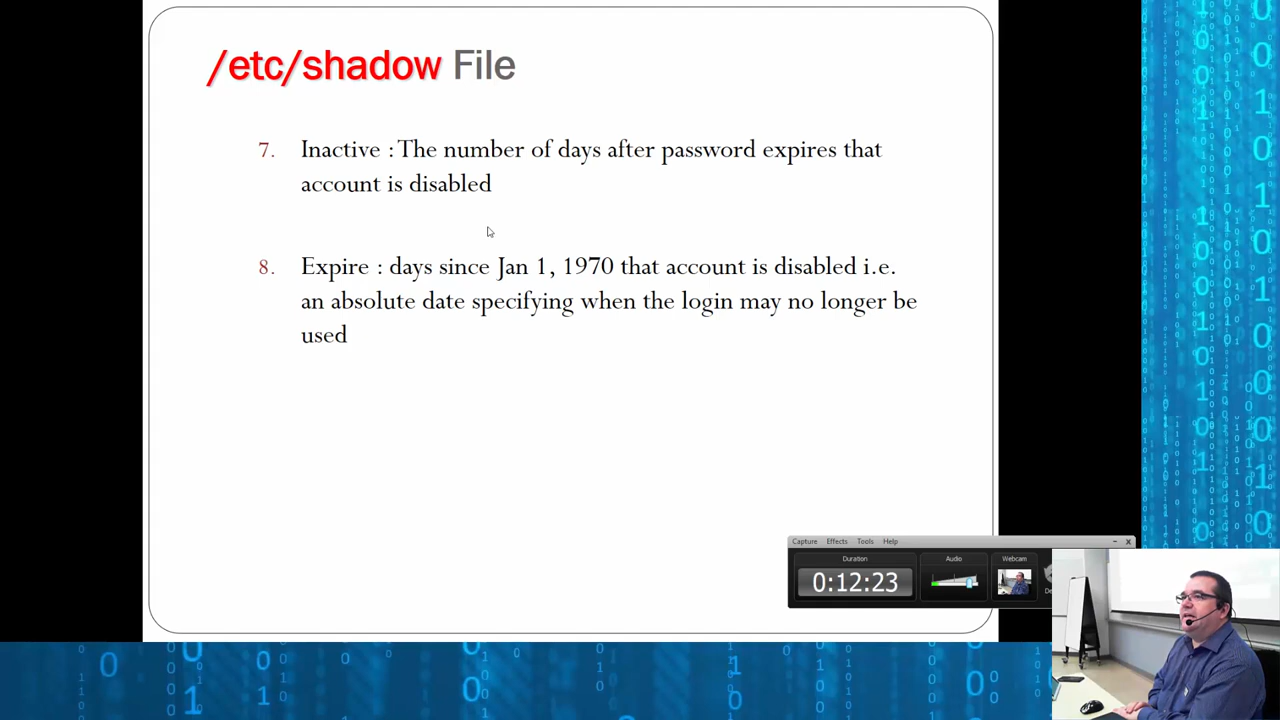 /etc/shadow File
7. Inactive : The number of days after password expires that
account is disabled
8. Expire : days since Jan 1, 1970 that account is disabled i.e.
an absolute date specifying when the login may no longer be
used
Capture Effects Tools Help
Duration Audio Webcam
0:12:23